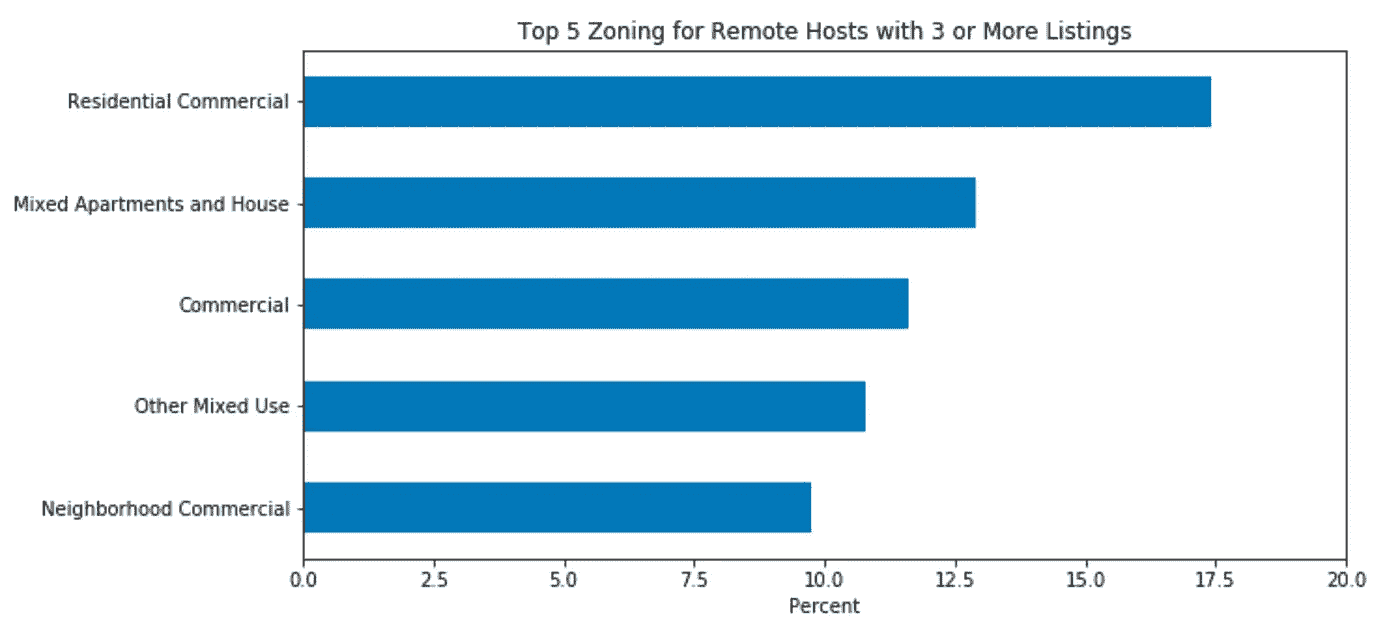 Top 5 Zoning for Remote Hosts with 3 or More Listings
Residential Commercial
Mixed Apartments and House
Commercial
Other Mixed Use
Neighborhood Commercial
0.0 2.5 5.0 7.5 10.0 12.5 15.0 17.5 20.0
Percent